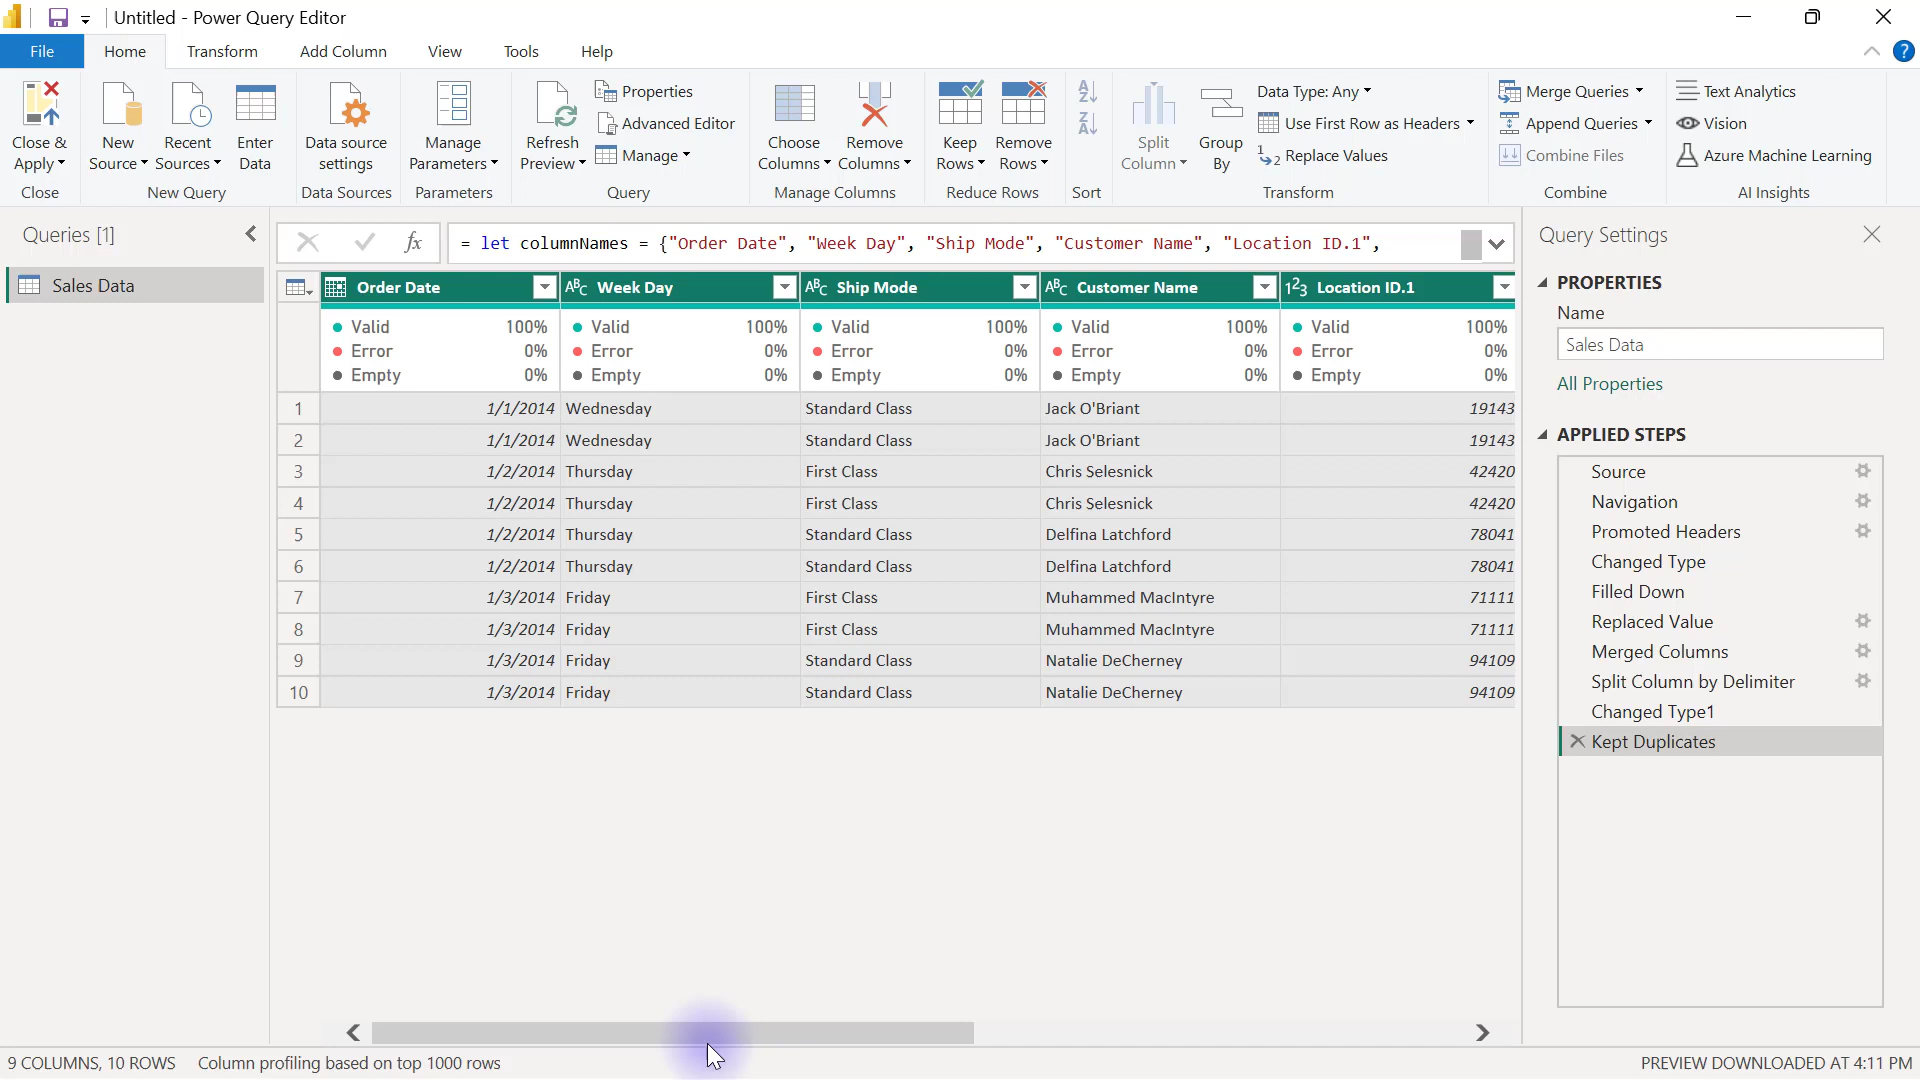 Untitled - Power Query Editor
File Home Transform Add Column View Tools Help
Close & Apply
Close
New Source
Recent Sources
Enter Data
New Query
Data source settings
Data Sources
Manage Parameters
Parameters
Refresh Preview
Properties
Advanced Editor
Manage
Query
Choose Columns
Remove Columns
Manage Columns
Keep Rows
Remove Rows
Reduce Rows
Sort
Split Column
Group By
Data Type: Any
Use First Row as Headers
Replace Values
Transform
Merge Queries
Append Queries
Combine Files
Combine
Text Analytics
Vision
Azure Machine Learning
AI Insights
Queries [1]
Sales Data
= let columnNames = {"Order Date", "Week Day", "Ship Mode", "Customer Name", "Location ID.1",
Order Date ABC Week Day ABC Ship Mode ABC Customer Name 123 Location ID.1
Valid 100% Valid 100% Valid 100% Valid 100% Valid 100%
Error 0% Error 0% Error 0% Error 0% Error 0%
Empty 0% Empty 0% Empty 0% Empty 0% Empty 0%
1 1/1/2014 Wednesday Standard Class Jack O'Briant 19143
2 1/1/2014 Wednesday Standard Class Jack O'Briant 19143
3 1/2/2014 Thursday First Class Chris Selesnick 42420
4 1/2/2014 Thursday First Class Chris Selesnick 42420
5 1/2/2014 Thursday Standard Class Delfina Latchford 78041
6 1/2/2014 Thursday Standard Class Delfina Latchford 78041
7 1/3/2014 Friday First Class Muhammed MacIntyre 71111
8 1/3/2014 Friday First Class Muhammed MacIntyre 71111
9 1/3/2014 Friday Standard Class Natalie DeCherney 94109
10 1/3/2014 Friday Standard Class Natalie DeCherney 94109
Query Settings
PROPERTIES
Name
Sales Data
All Properties
APPLIED STEPS
Source
Navigation
Promoted Headers
Changed Type
Filled Down
Replaced Value
Merged Columns
Split Column by Delimiter
Changed Type1
Kept Duplicates
9 COLUMNS, 10 ROWS Column profiling based on top 1000 rows
PREVIEW DOWNLOADED AT 4:11 PM